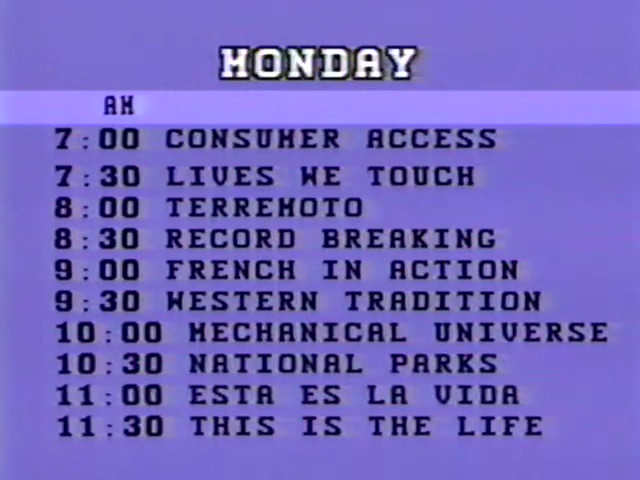 MONDAY
AM
7:00 CONSUMER ACCESS
7:30 LIVES WE TOUCH
8:00 TERREMOTO
8:30 RECORD BREAKING
9:00 FRENCH IN ACTION
9:30 WESTERN TRADITION
10:00 MECHANICAL UNIVERSE
10:30 NATIONAL PARKS
11:00 ESTA ES LA VIDA
11:30 THIS IS THE LIFE